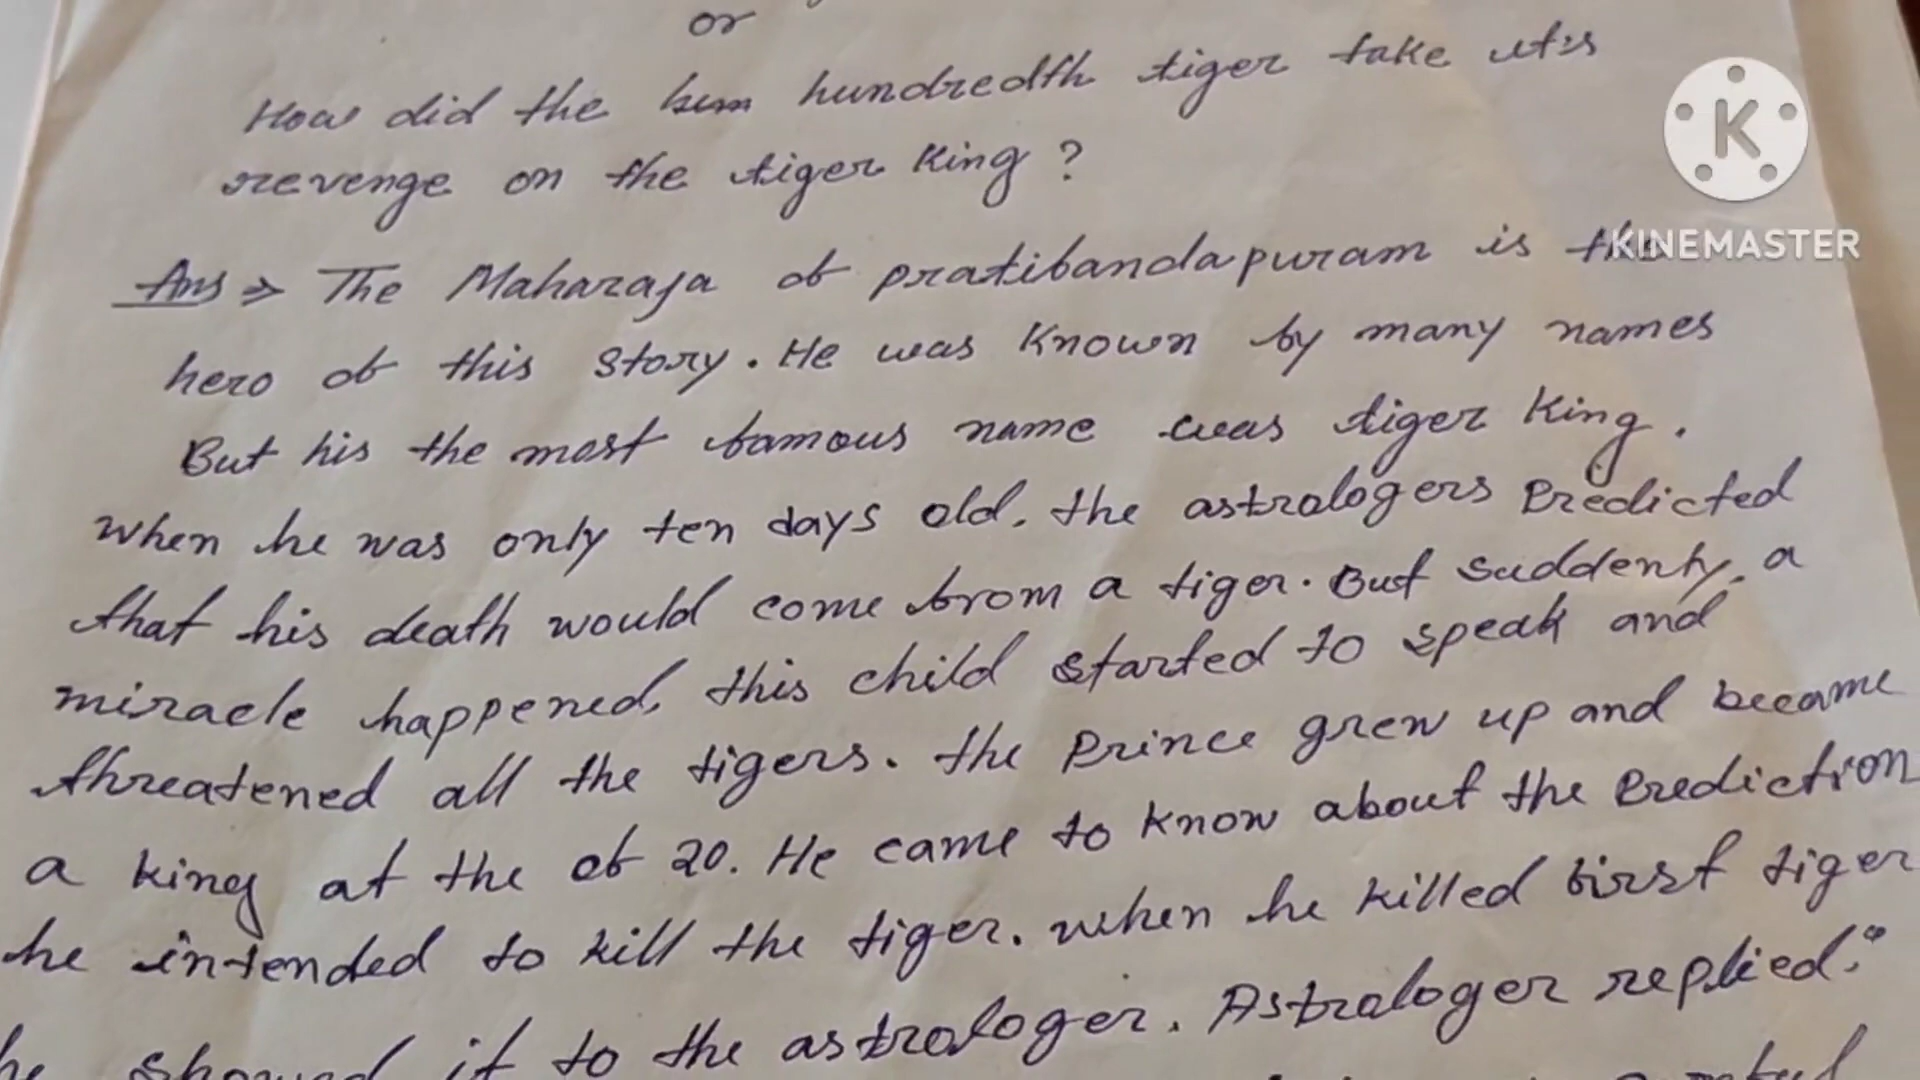 or
How did the hundredth tiger take it's
revenge on the tiger King ?
Ans ⇒ The Maharaja of pratibandapuram is the
KINEMASTER
hero of this story. He was Known by many names
But his the most famous name was tiger King.
when he was only ten days old. the astrologers Predicted
that his death would come from a tiger. But suddenly, a
miracle happened, this child started to speak and
threatened all the tigers. the Prince grew up and became
a king at the of 20. He came to know about the Prediction
he intended to kill the tiger. when he killed first tiger
he showed it to the astrologer. Astrologer replied."